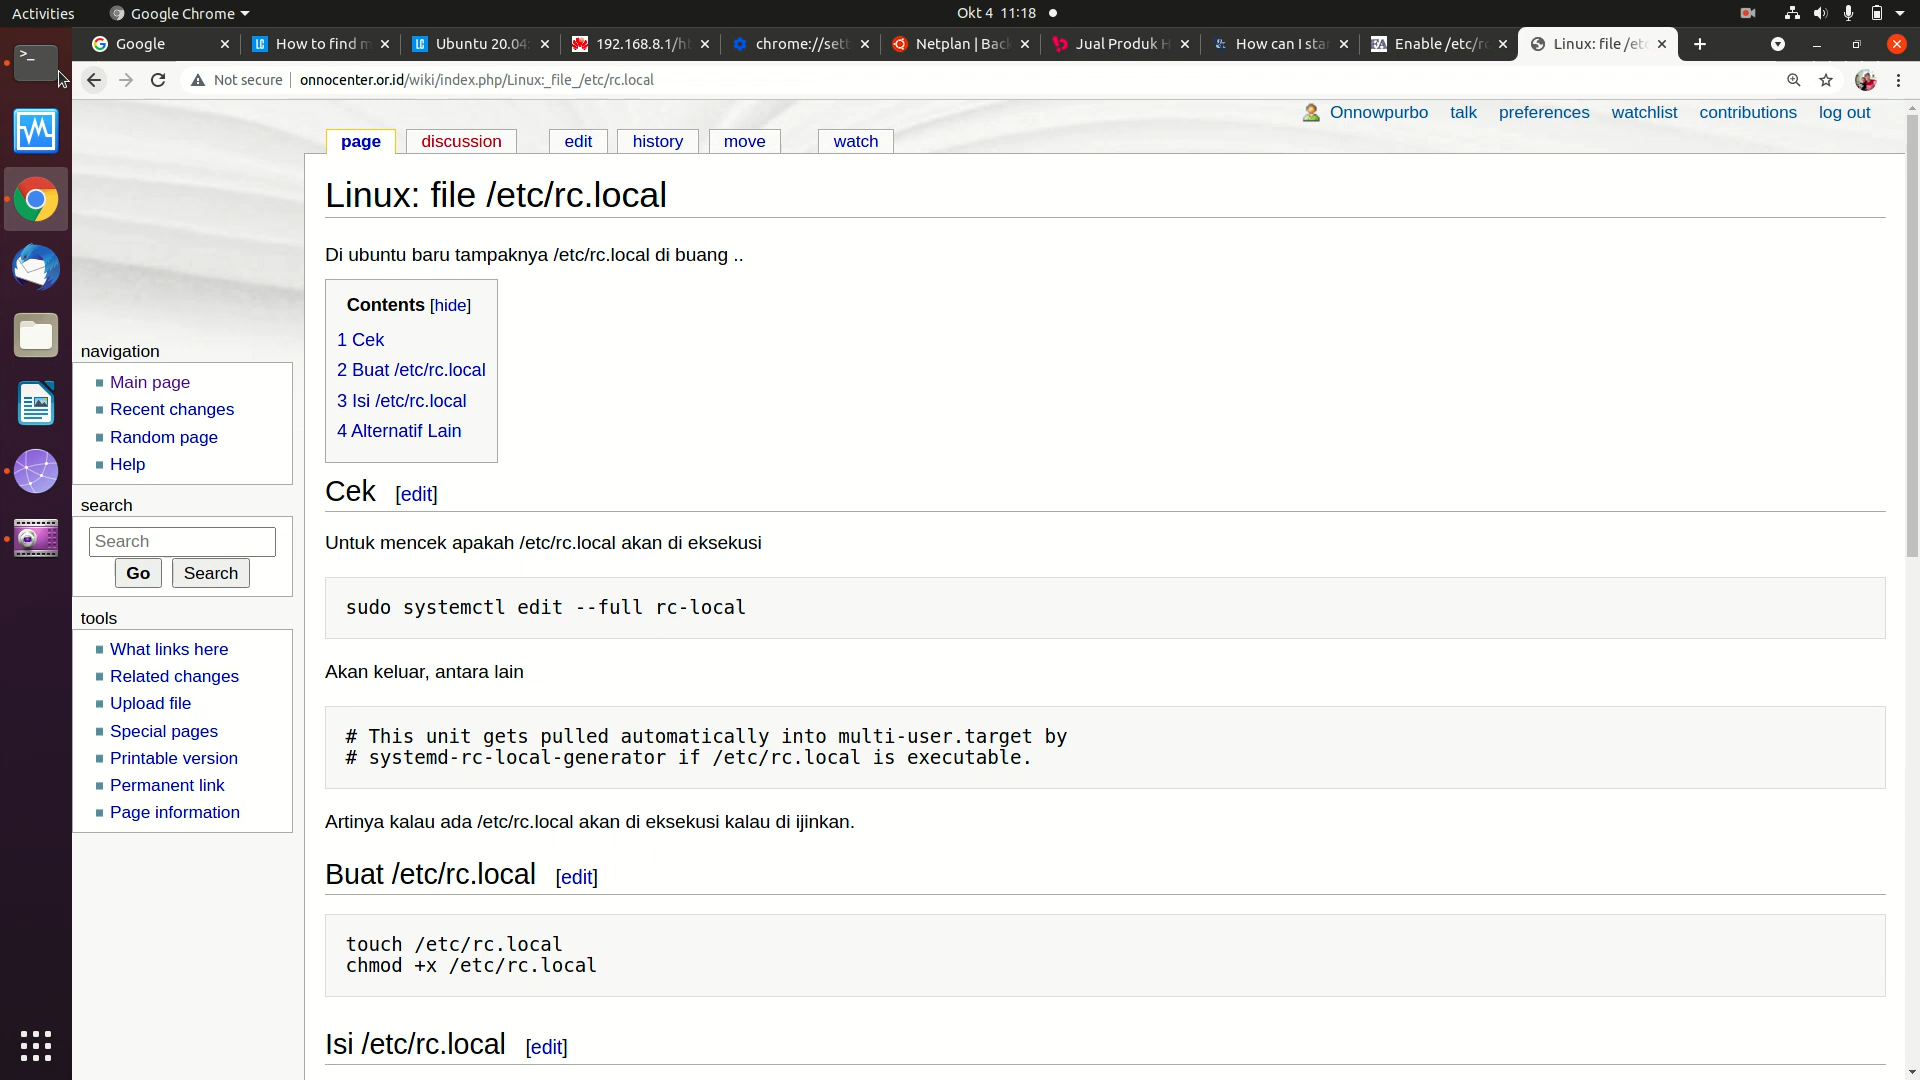 Activities
Google Chrome
Okt 4 11:18
Google
How to find m
Ubuntu 20.04
192.168.8.1/h
chrome://sett
Netplan | Bac
Jual Produk H
How can I sta
Enable /etc/r
Linux: file /etc
Not secure
onnocenter.or.id/wiki/index.php/Linux:_file_/etc/rc.local
Onnowpurbo talk preferences watchlist contributions log out
page discussion edit history move watch
Linux: file /etc/rc.local
Di ubuntu baru tampaknya /etc/rc.local di buang ..
Contents [hide]
1 Cek
2 Buat /etc/rc.local
3 Isi /etc/rc.local
4 Alternatif Lain
navigation
Main page
Recent changes
Random page
Help
search
Search
Go Search
tools
What links here
Related changes
Upload file
Special pages
Printable version
Permanent link
Page information
Cek [edit]
Untuk mencek apakah /etc/rc.local akan di eksekusi
sudo systemctl edit --full rc-local
Akan keluar, antara lain
# This unit gets pulled automatically into multi-user.target by
# systemd-rc-local-generator if /etc/rc.local is executable.
Artinya kalau ada /etc/rc.local akan di eksekusi kalau di ijinkan.
Buat /etc/rc.local [edit]
touch /etc/rc.local
chmod +x /etc/rc.local
Isi /etc/rc.local [edit]